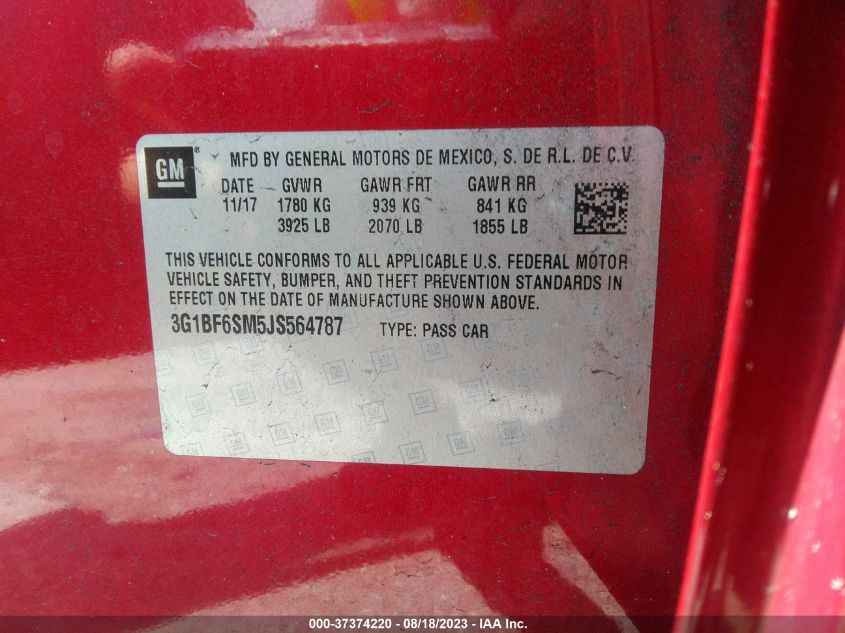 GM ® MFD BY GENERAL MOTORS DE MEXICO, S. DE R.L. DE C.V.
DATE GVWR GAWR FRT GAWR RR
11/17 1780 KG 939 KG 841 KG
3925 LB 2070 LB 1855 LB
THIS VEHICLE CONFORMS TO ALL APPLICABLE U.S. FEDERAL MOTOR
VEHICLE SAFETY, BUMPER, AND THEFT PREVENTION STANDARDS IN
EFFECT ON THE DATE OF MANUFACTURE SHOWN ABOVE.
3G1BF6SM5JS564787 TYPE: PASS CAR
000-37374220 - 08/18/2023 - IAA Inc.